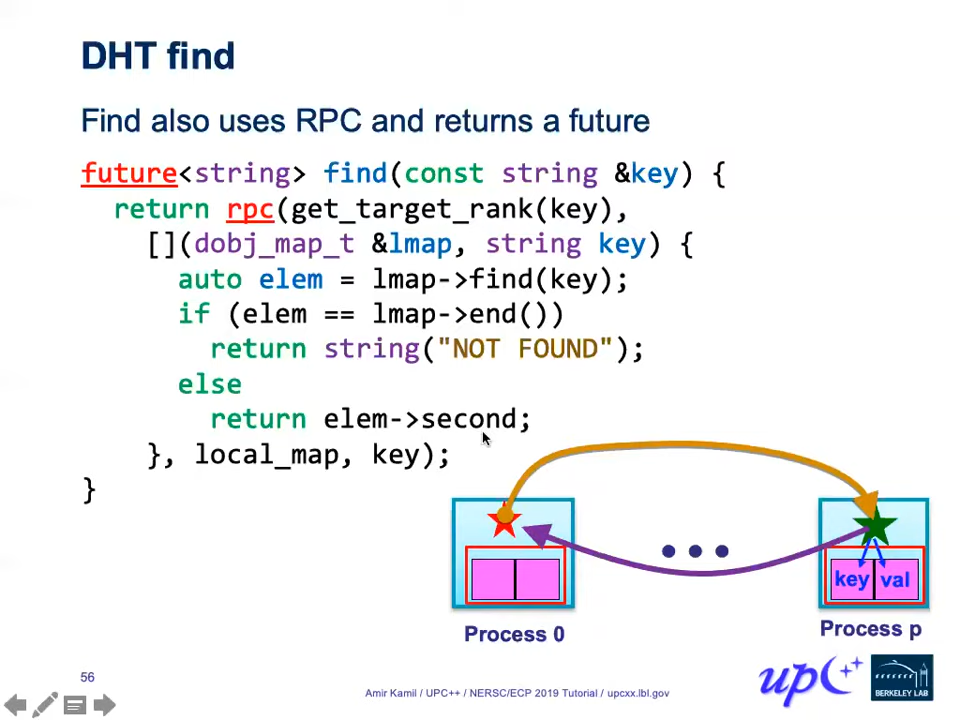 DHT find
Find also uses RPC and returns a future
future<string> find(const string &key) {
return rpc(get_target_rank(key),
[](dobj_map_t &lmap, string key) {
auto elem = lmap->find(key);
if (elem == lmap->end())
return string("NOT FOUND");
else
return elem->second;
}, local_map, key);
}
key val
Process 0
Process p
56
Amir Kamil / UPC++ / NERSC/ECP 2019 Tutorial / upcxx.lbl.gov
upc++
BERKELEY LAB